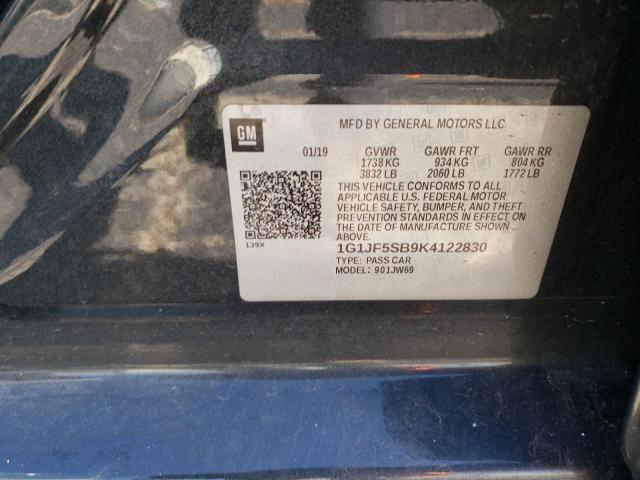 GM
MFD BY GENERAL MOTORS LLC
01/19 GVWR GAWR FRT GAWR RR
1738 KG 934 KG 804 KG
3832 LB 2060 LB 1772 LB
THIS VEHICLE CONFORMS TO ALL
APPLICABLE U.S. FEDERAL MOTOR
VEHICLE SAFETY, BUMPER, AND THEFT
PREVENTION STANDARDS IN EFFECT ON
THE DATE OF MANUFACTURE SHOWN
ABOVE.
139X
1G1JF5SB9K4122830
TYPE: PASS CAR
MODEL: 901JW69